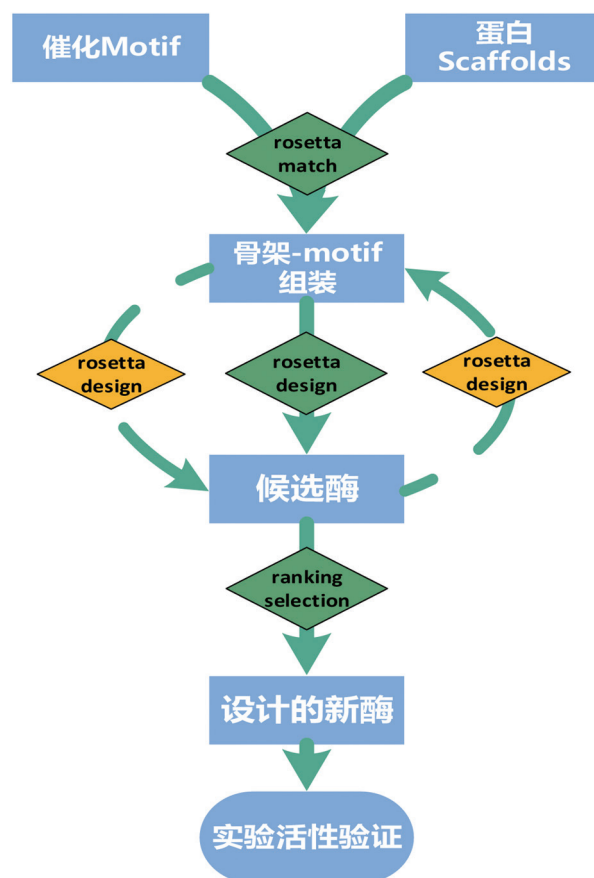 催化Motif
蛋白
Scaffolds
rosetta
match
骨架-motif
组装
rosetta
design
rosetta
design
rosetta
design
候选酶
ranking
selection
设计的新酶
实验活性验证